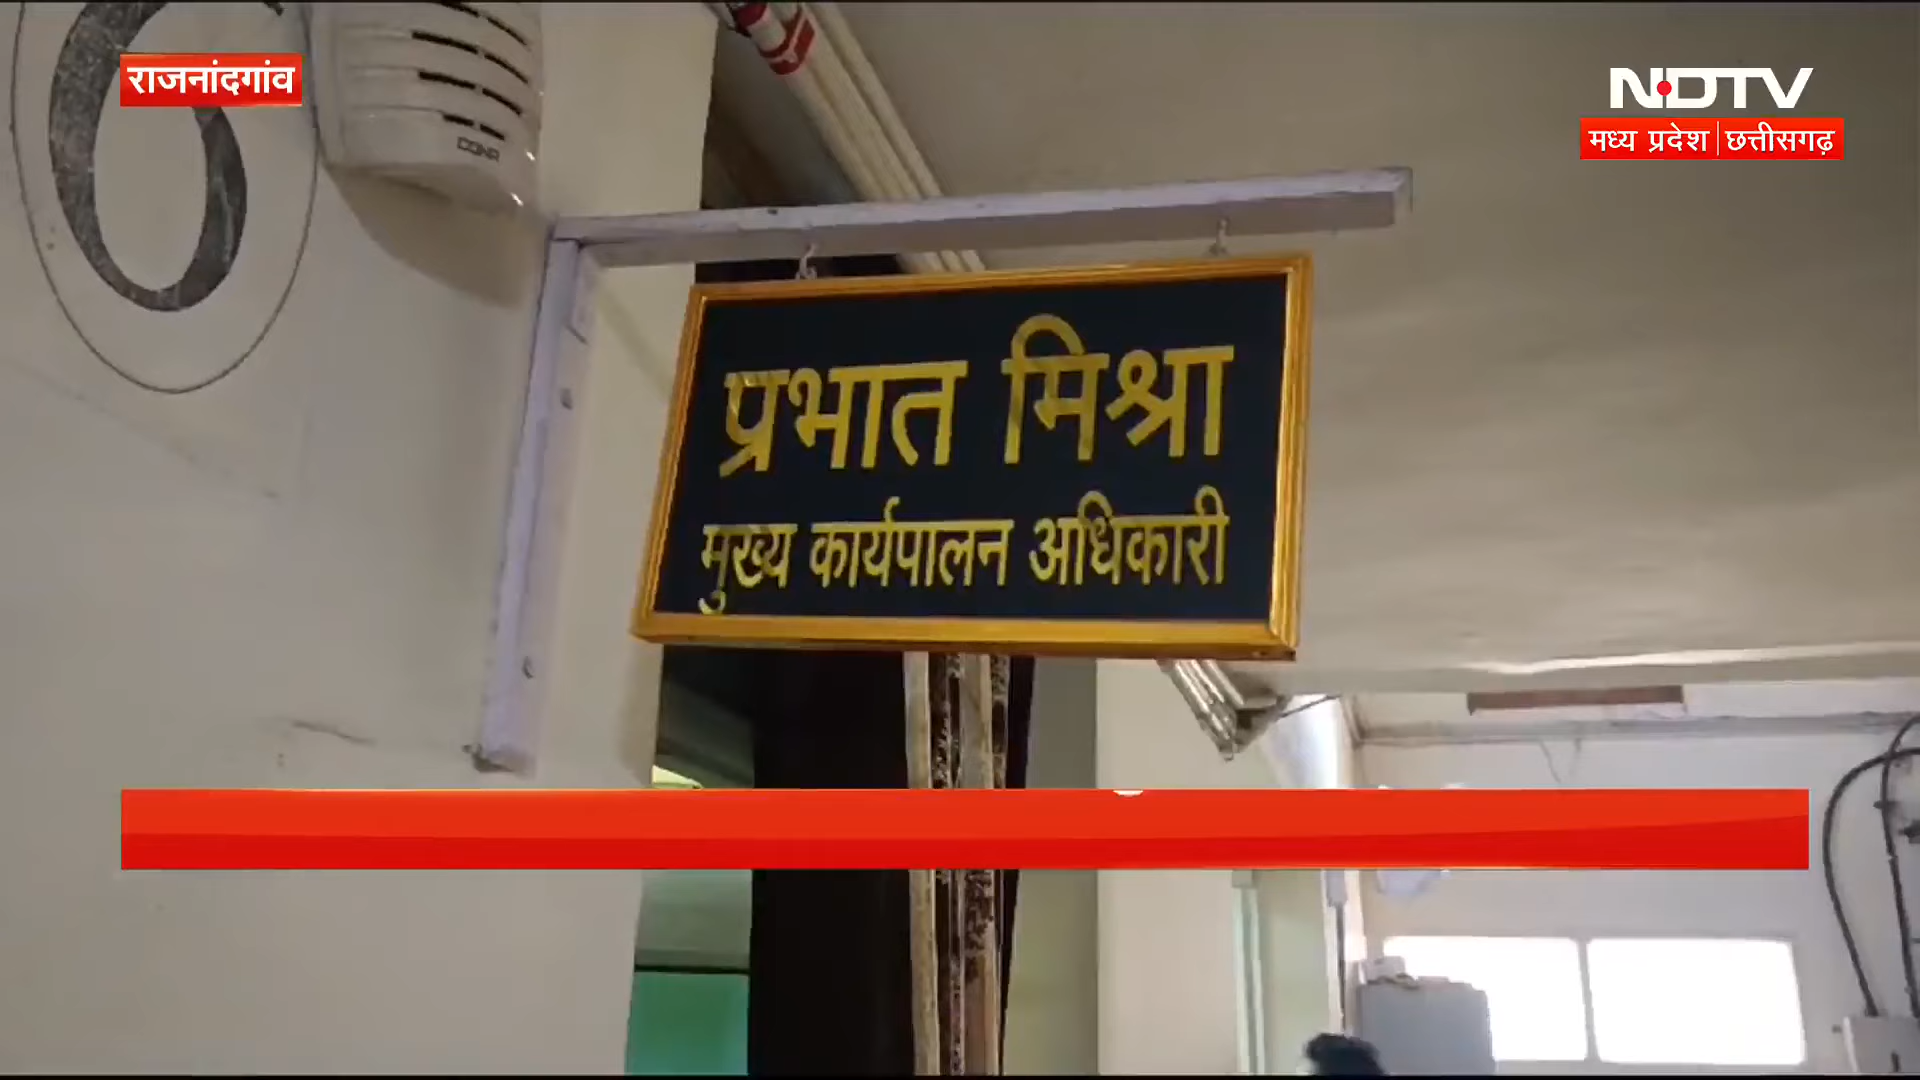 राजनांदगांव
NDTV
मध्य प्रदेश | छत्तीसगढ़
प्रभात मिश्रा
मुख्य कार्यपालन अधिकारी